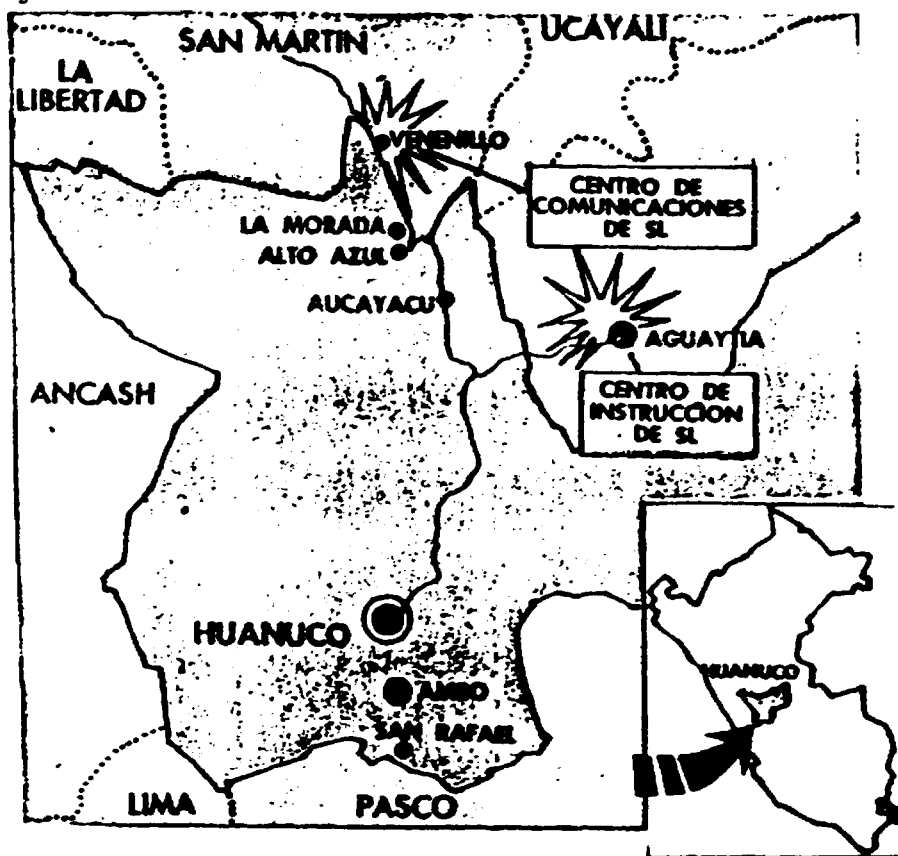 SAN MARTIN
UCAYALI
LA
LIBERTAD
VENENILLO
CENTRO DE
COMUNICACIONES
DE SL
LA MORADA
ALTO AZUL
AUCAYACU
AGUAYTIA
ANCASH
CENTRO DE
INSTRUCCION
DE SL
HUANUCO
HUANUCO
AMBO
SAN RAFAEL
LIMA
PASCO